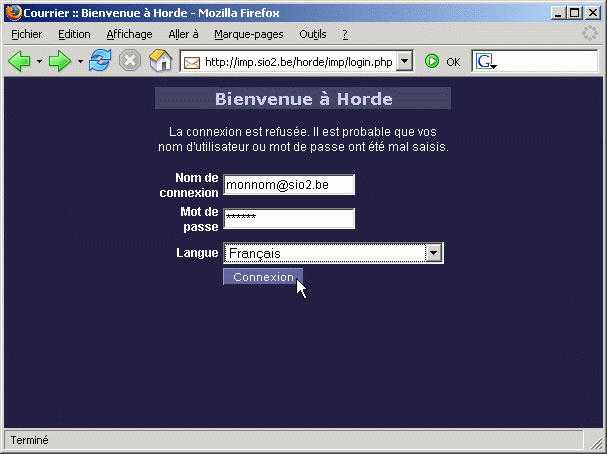 Courrier :: Bienvenue à Horde - Mozilla Firefox
Fichier Edition Affichage Aller à Marque-pages Outils ?
http://imp.sio2.be/horde/imp/login.php OK G
Bienvenue à Horde
La connexion est refusée. Il est probable que vos
nom d'utilisateur ou mot de passe ont été mal saisis.
Nom de
connexion
monnom@sio2.be
Mot de
passe
******
Langue Français
Connexion
Terminé